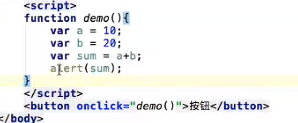 <script>
function demo(){
var a = 10;
var b = 20;
var sum = a+b;
alert(sum);
}
</script>
<button onclick="demo()">按钮</button>
</body>